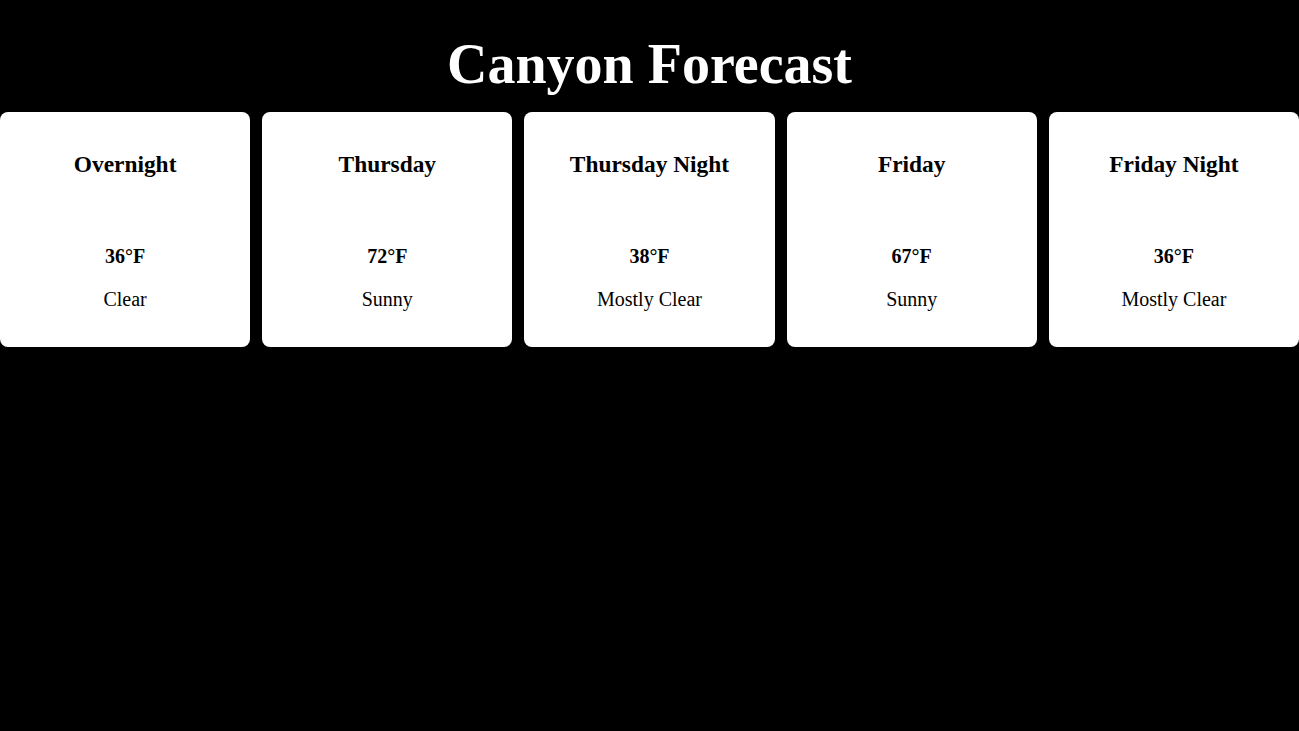 Canyon Forecast
Overnight
36°F
Clear
Thursday
72°F
Sunny
Thursday Night
38°F
Mostly Clear
Friday
67°F
Sunny
Friday Night
36°F
Mostly Clear